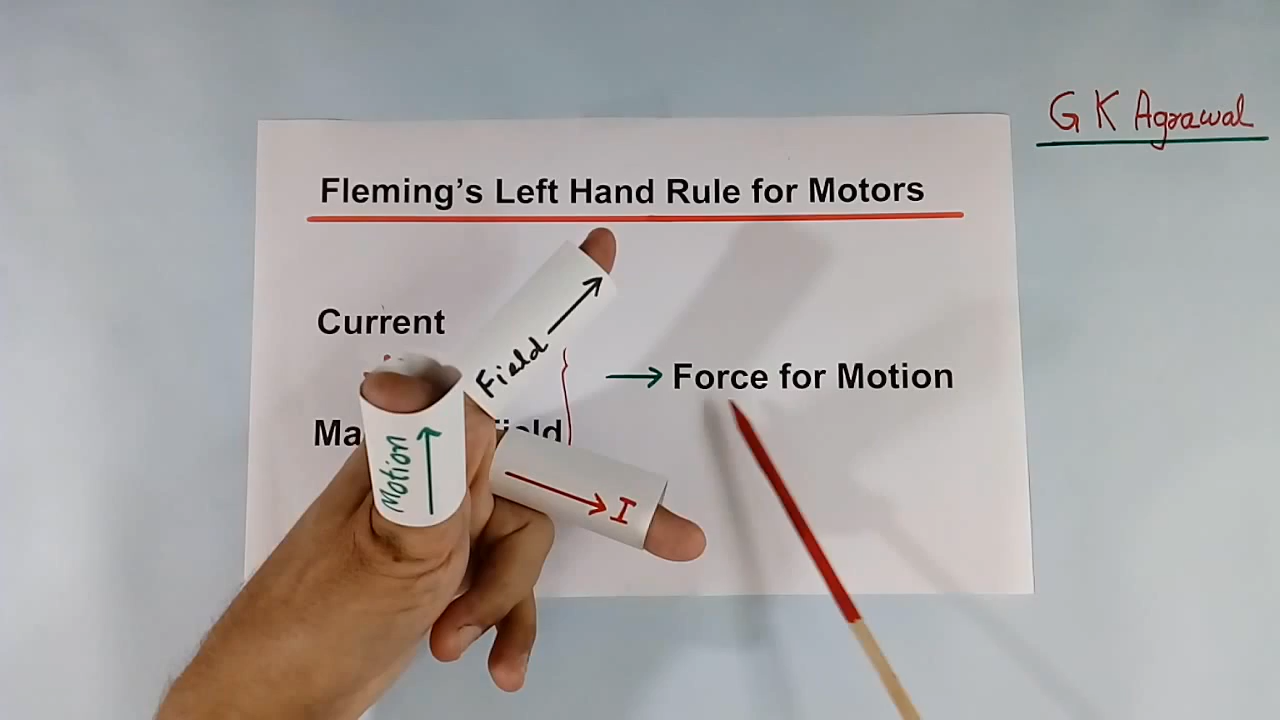 G K Agrawal
Fleming's Left Hand Rule for Motors
Current
Field
Force for Motion
Motion
I